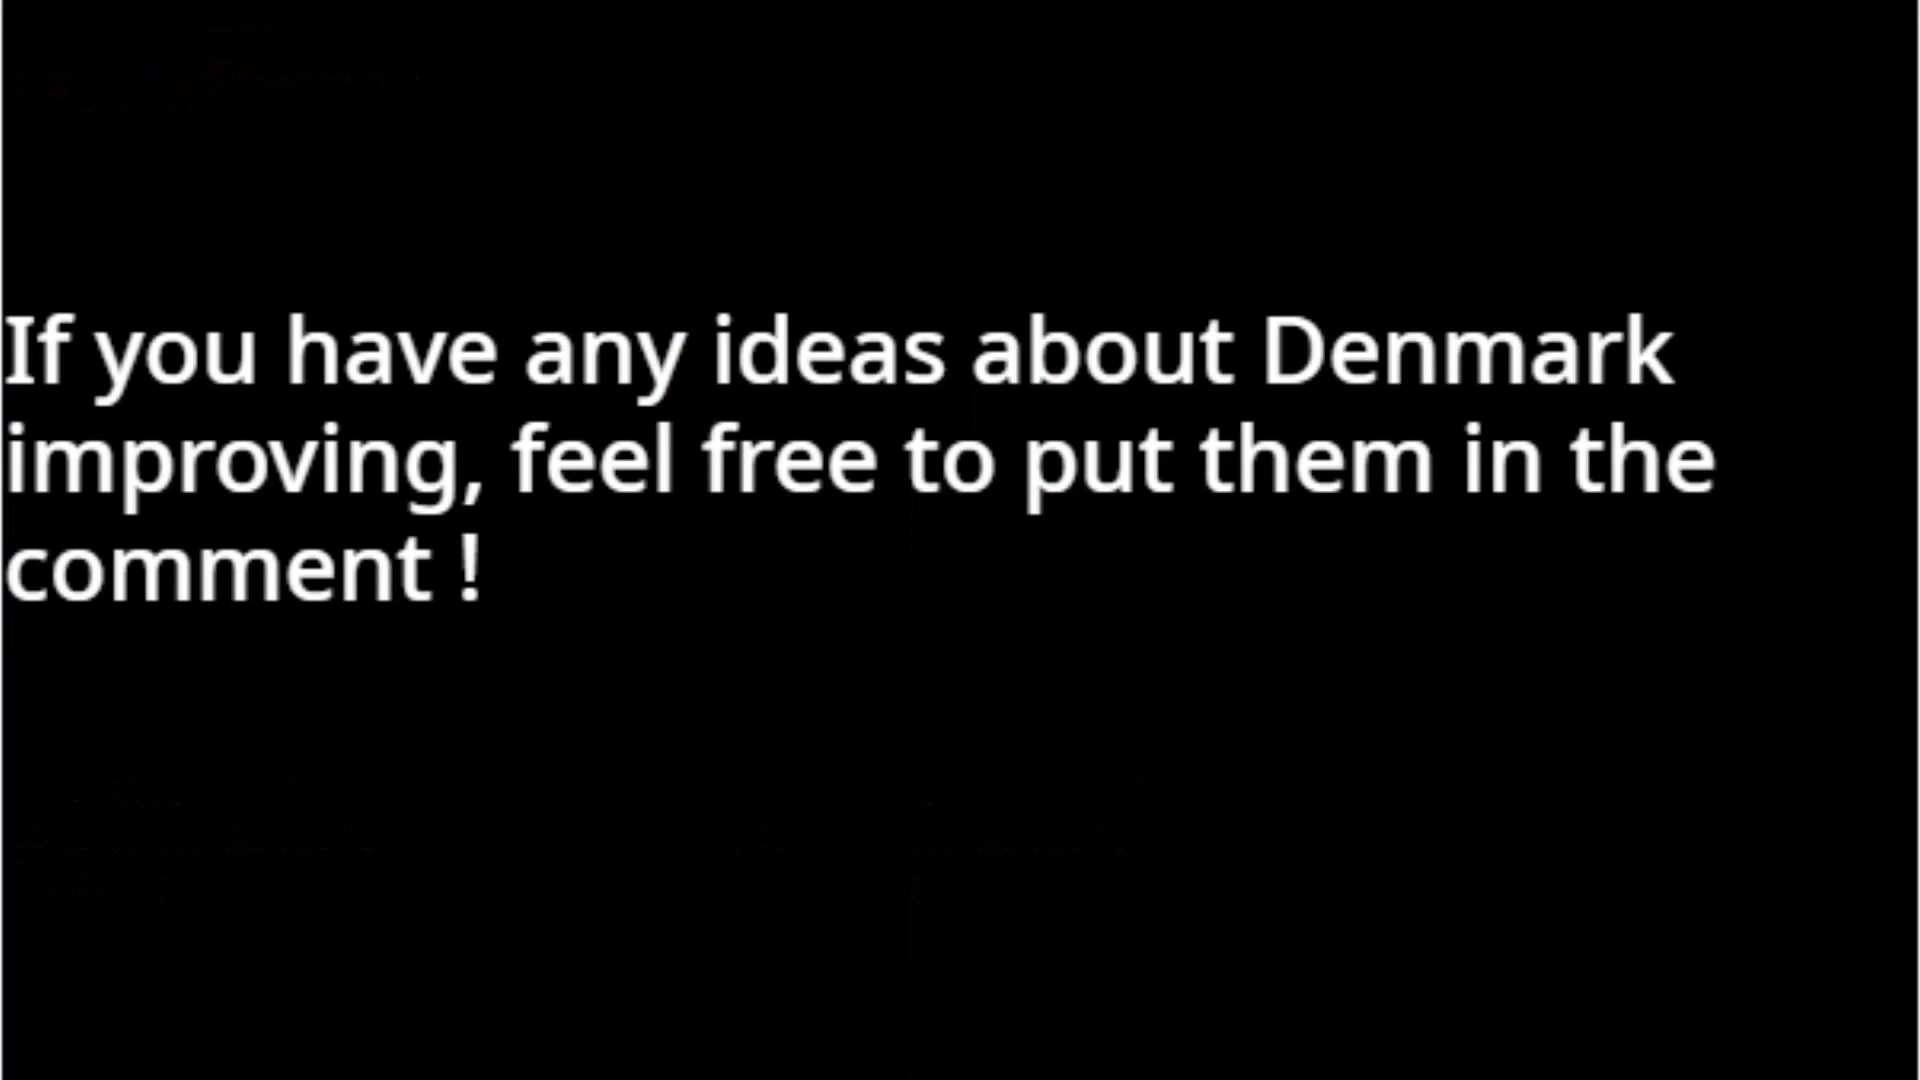 If you have any ideas about Denmark
improving, feel free to put them in the
comment !